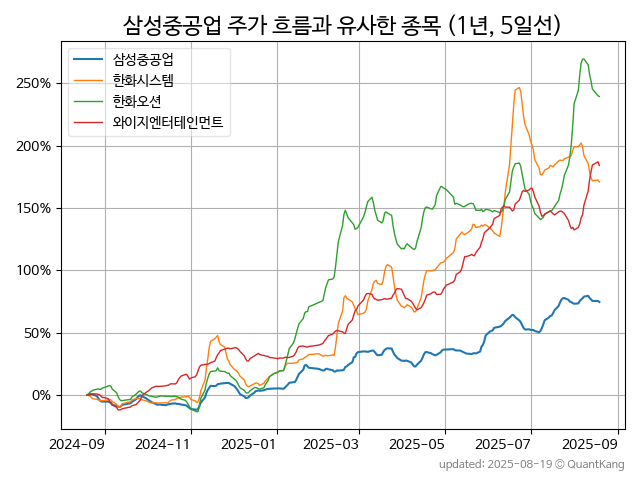 삼성중공업 주가 흐름과 유사한 종목 (1년, 5일선)
삼성중공업
한화시스템
한화오션
와이지엔터테인먼트
250%
200%
150%
100%
50%
0%
2024-09 2024-11 2025-01 2025-03 2025-05 2025-07 2025-09
updated: 2025-08-19 © QuantKang